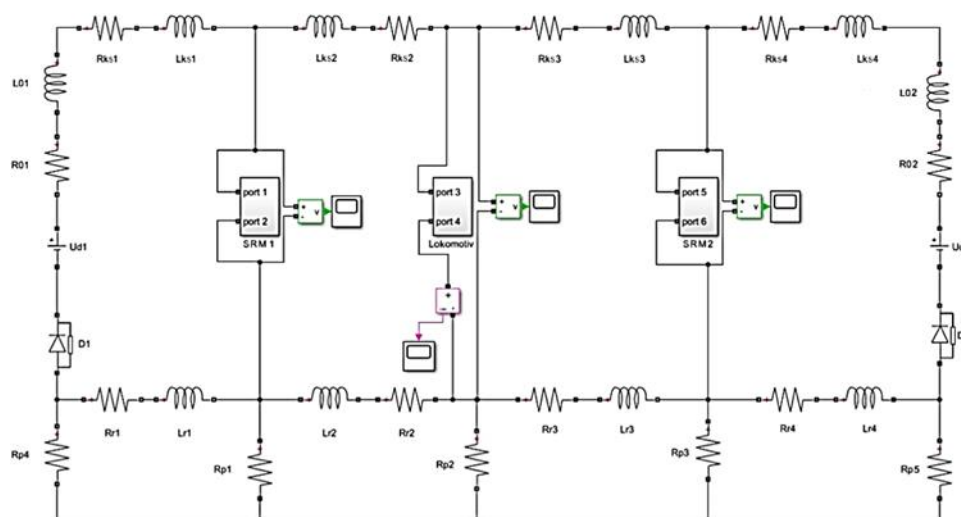 Rks1 Lks1 Lks2 Rks2 Rks3 Lks3 Rks4 Lks4
L01 L02
R01 R02
port 1 port 3 port 5
port 2 port 4 port 6
+ - v
SRM 1 Lokomotiv SRM2
Ud1
D1
Rr1 Lr1 Lr2 Rr2 Rr3 Lr3 Rr4 Lr4
Rp4 Rp1 Rp2 Rp3 Rp5